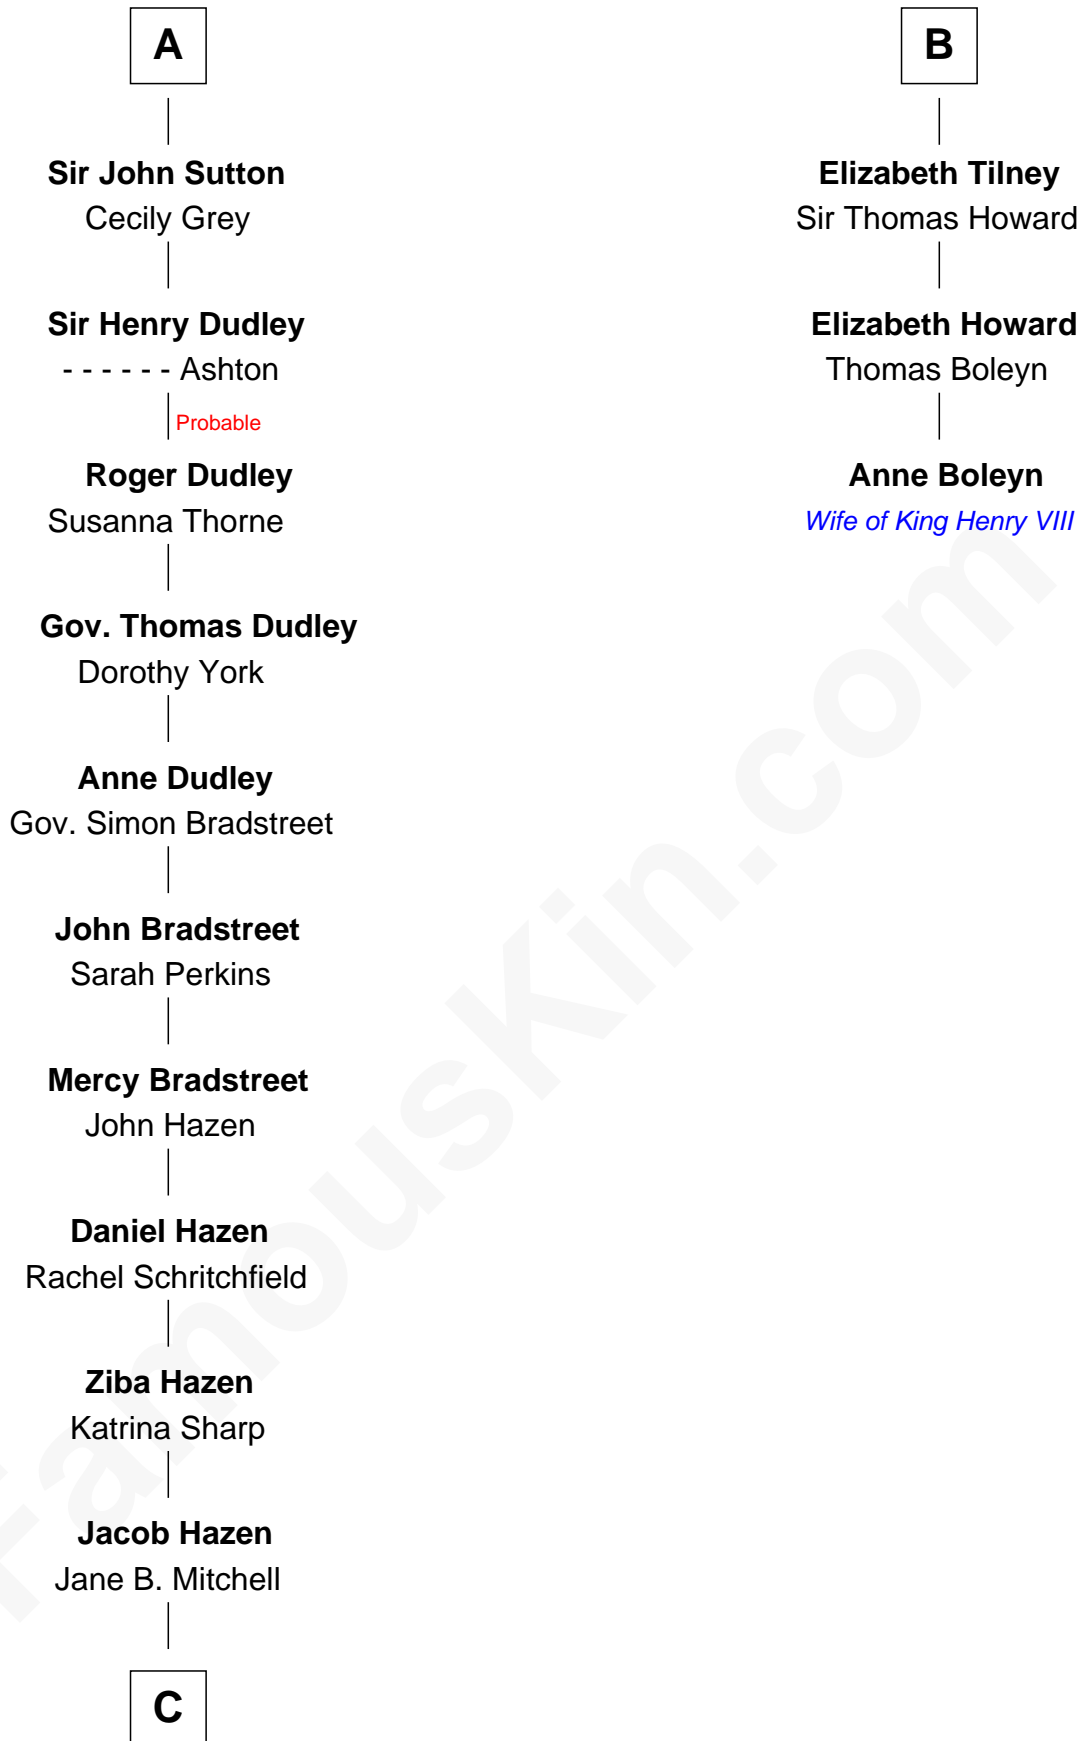 A
Sir John Sutton
Cecily Grey
Sir Henry Dudley
- - - - - - Ashton
Probable
Roger Dudley
Susanna Thorne
Gov. Thomas Dudley
Dorothy York
Anne Dudley
Gov. Simon Bradstreet
John Bradstreet
Sarah Perkins
Mercy Bradstreet
John Hazen
Daniel Hazen
Rachel Schritchfield
Ziba Hazen
Katrina Sharp
Jacob Hazen
Jane B. Mitchell
C
B
Elizabeth Tilney
Sir Thomas Howard
Elizabeth Howard
Thomas Boleyn
Anne Boleyn
Wife of King Henry VIII
FamousKin.com